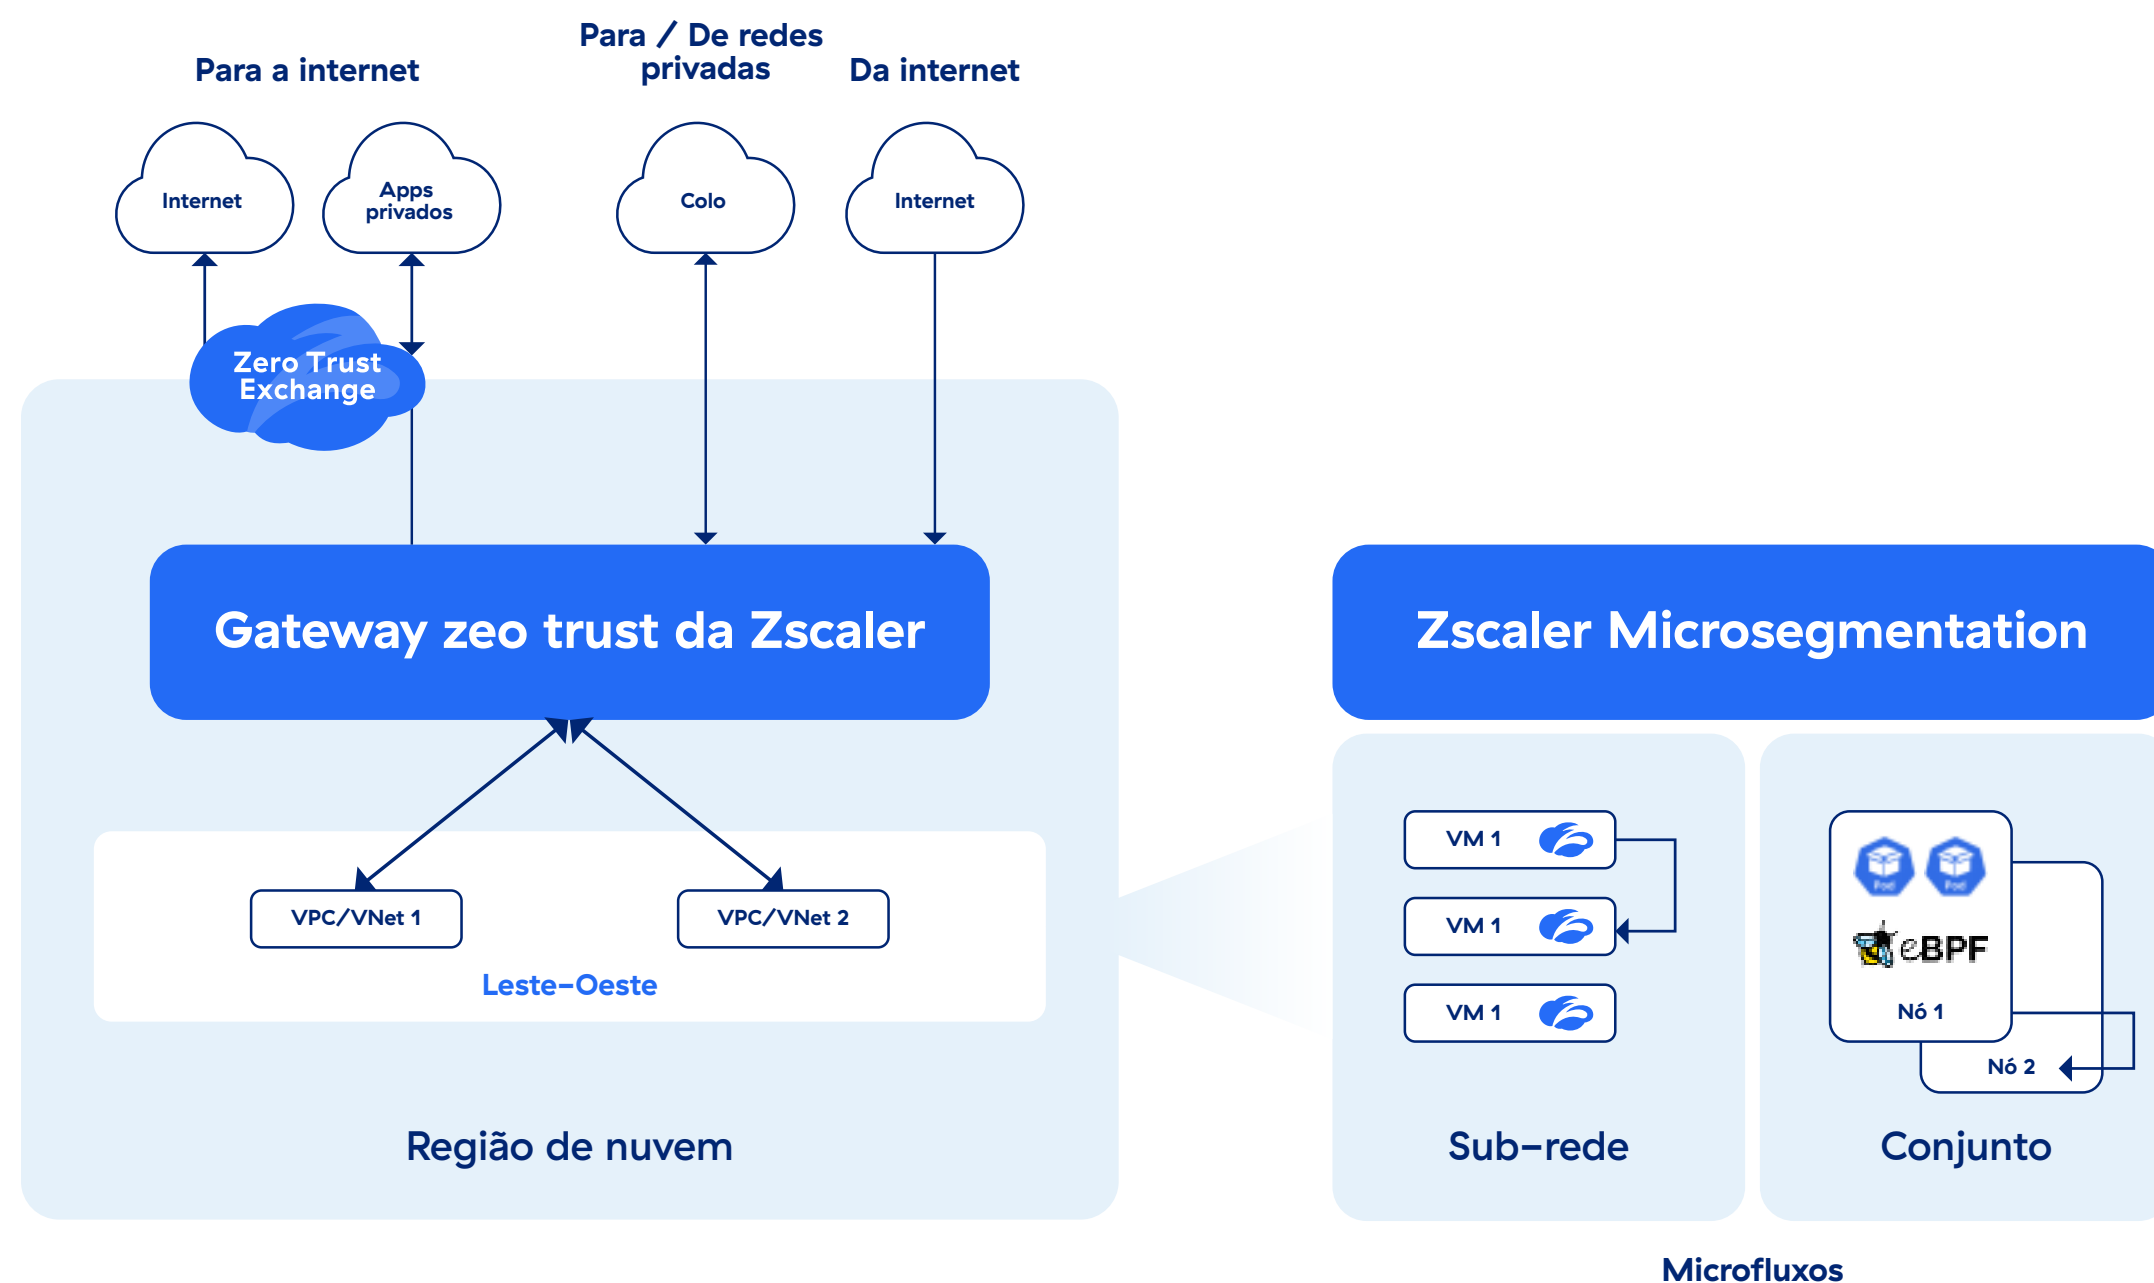 Para a internet
Para / De redes
privadas
Da internet
Internet
Apps
privados
Colo
Internet
Zero Trust
Exchange
Gateway zeo trust da Zscaler
VPC/VNet 1
VPC/VNet 2
Leste-Oeste
Região de nuvem
Zscaler Microsegmentation
VM 1
VM 1
VM 1
Sub-rede
Pod
Pod
eBPF
Nó 1
Nó 2
Conjunto
Microfluxos